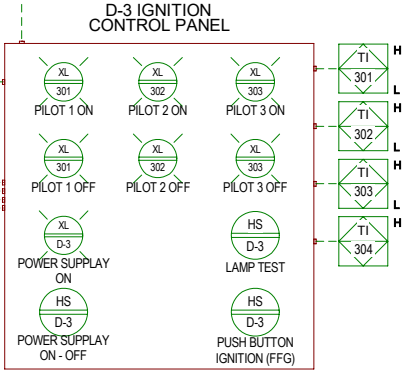 D-3 IGNITION
CONTROL PANEL
XL XL XL
301 302 303
PILOT 1 ON PILOT 2 ON PILOT 3 ON
XL XL XL
301 302 303
PILOT 1 OFF PILOT 2 OFF PILOT 3 OFF
XL HS
D-3 D-3
POWER SUPPLAY
ON
LAMP TEST
HS HS
D-3 D-3
POWER SUPPLAY
ON - OFF
PUSH BUTTON
IGNITION (FFG)
TI H
301
L
TI H
302
L
TI H
303
L
TI H
304